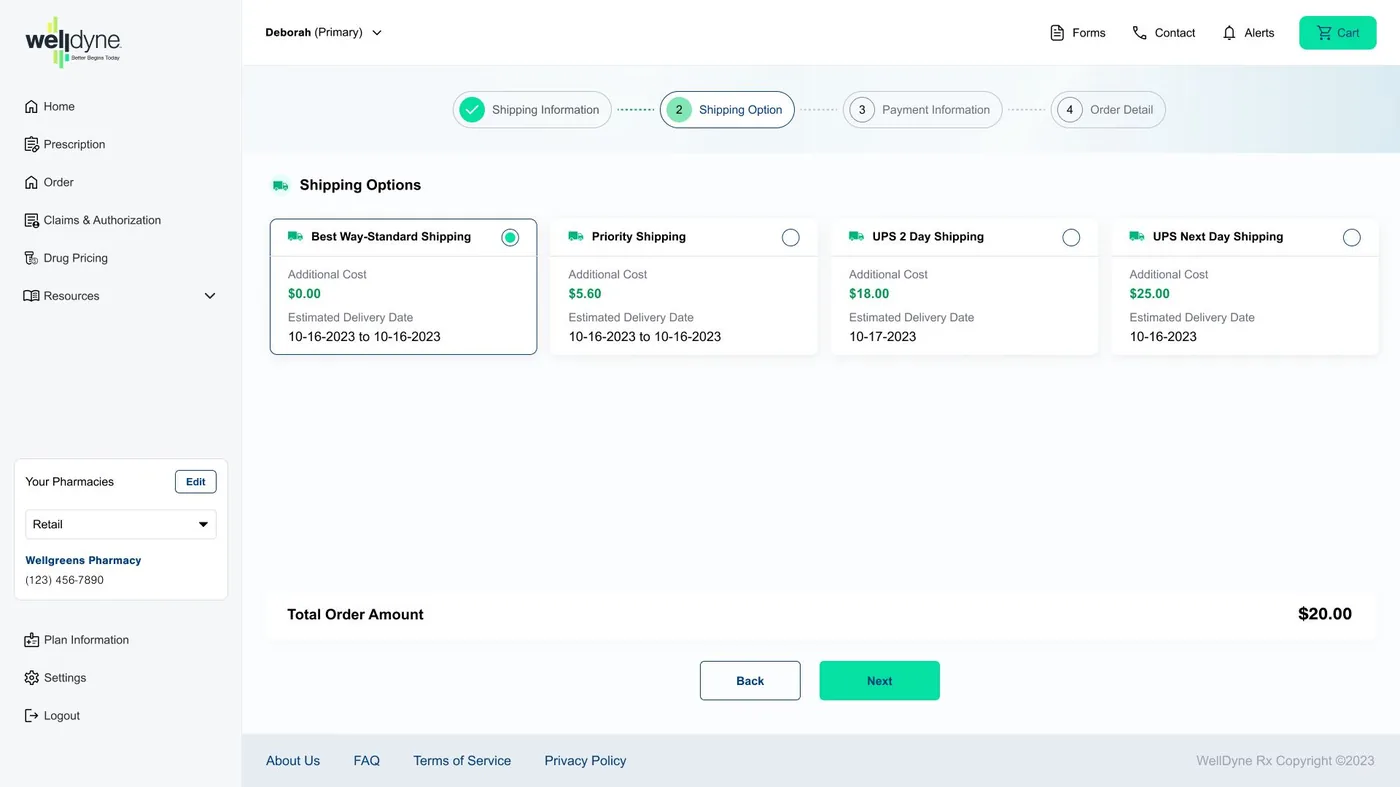 welldyne.
Better Begins Today
Home
Prescription
Order
Claims & Authorization
Drug Pricing
Resources
Your Pharmacies
Edit
Retail
Wellgreens Pharmacy
(123) 456-7890
Plan Information
Settings
Logout
Deborah (Primary)
Forms
Contact
Alerts
Cart
Shipping Information
2 Shipping Option
3 Payment Information
4 Order Detail
Shipping Options
Best Way-Standard Shipping
Additional Cost
$0.00
Estimated Delivery Date
10-16-2023 to 10-16-2023
Priority Shipping
Additional Cost
$5.60
Estimated Delivery Date
10-16-2023 to 10-16-2023
UPS 2 Day Shipping
Additional Cost
$18.00
Estimated Delivery Date
10-17-2023
UPS Next Day Shipping
Additional Cost
$25.00
Estimated Delivery Date
10-16-2023
Total Order Amount
$20.00
Back
Next
About Us
FAQ
Terms of Service
Privacy Policy
WellDyne Rx Copyright ©2023